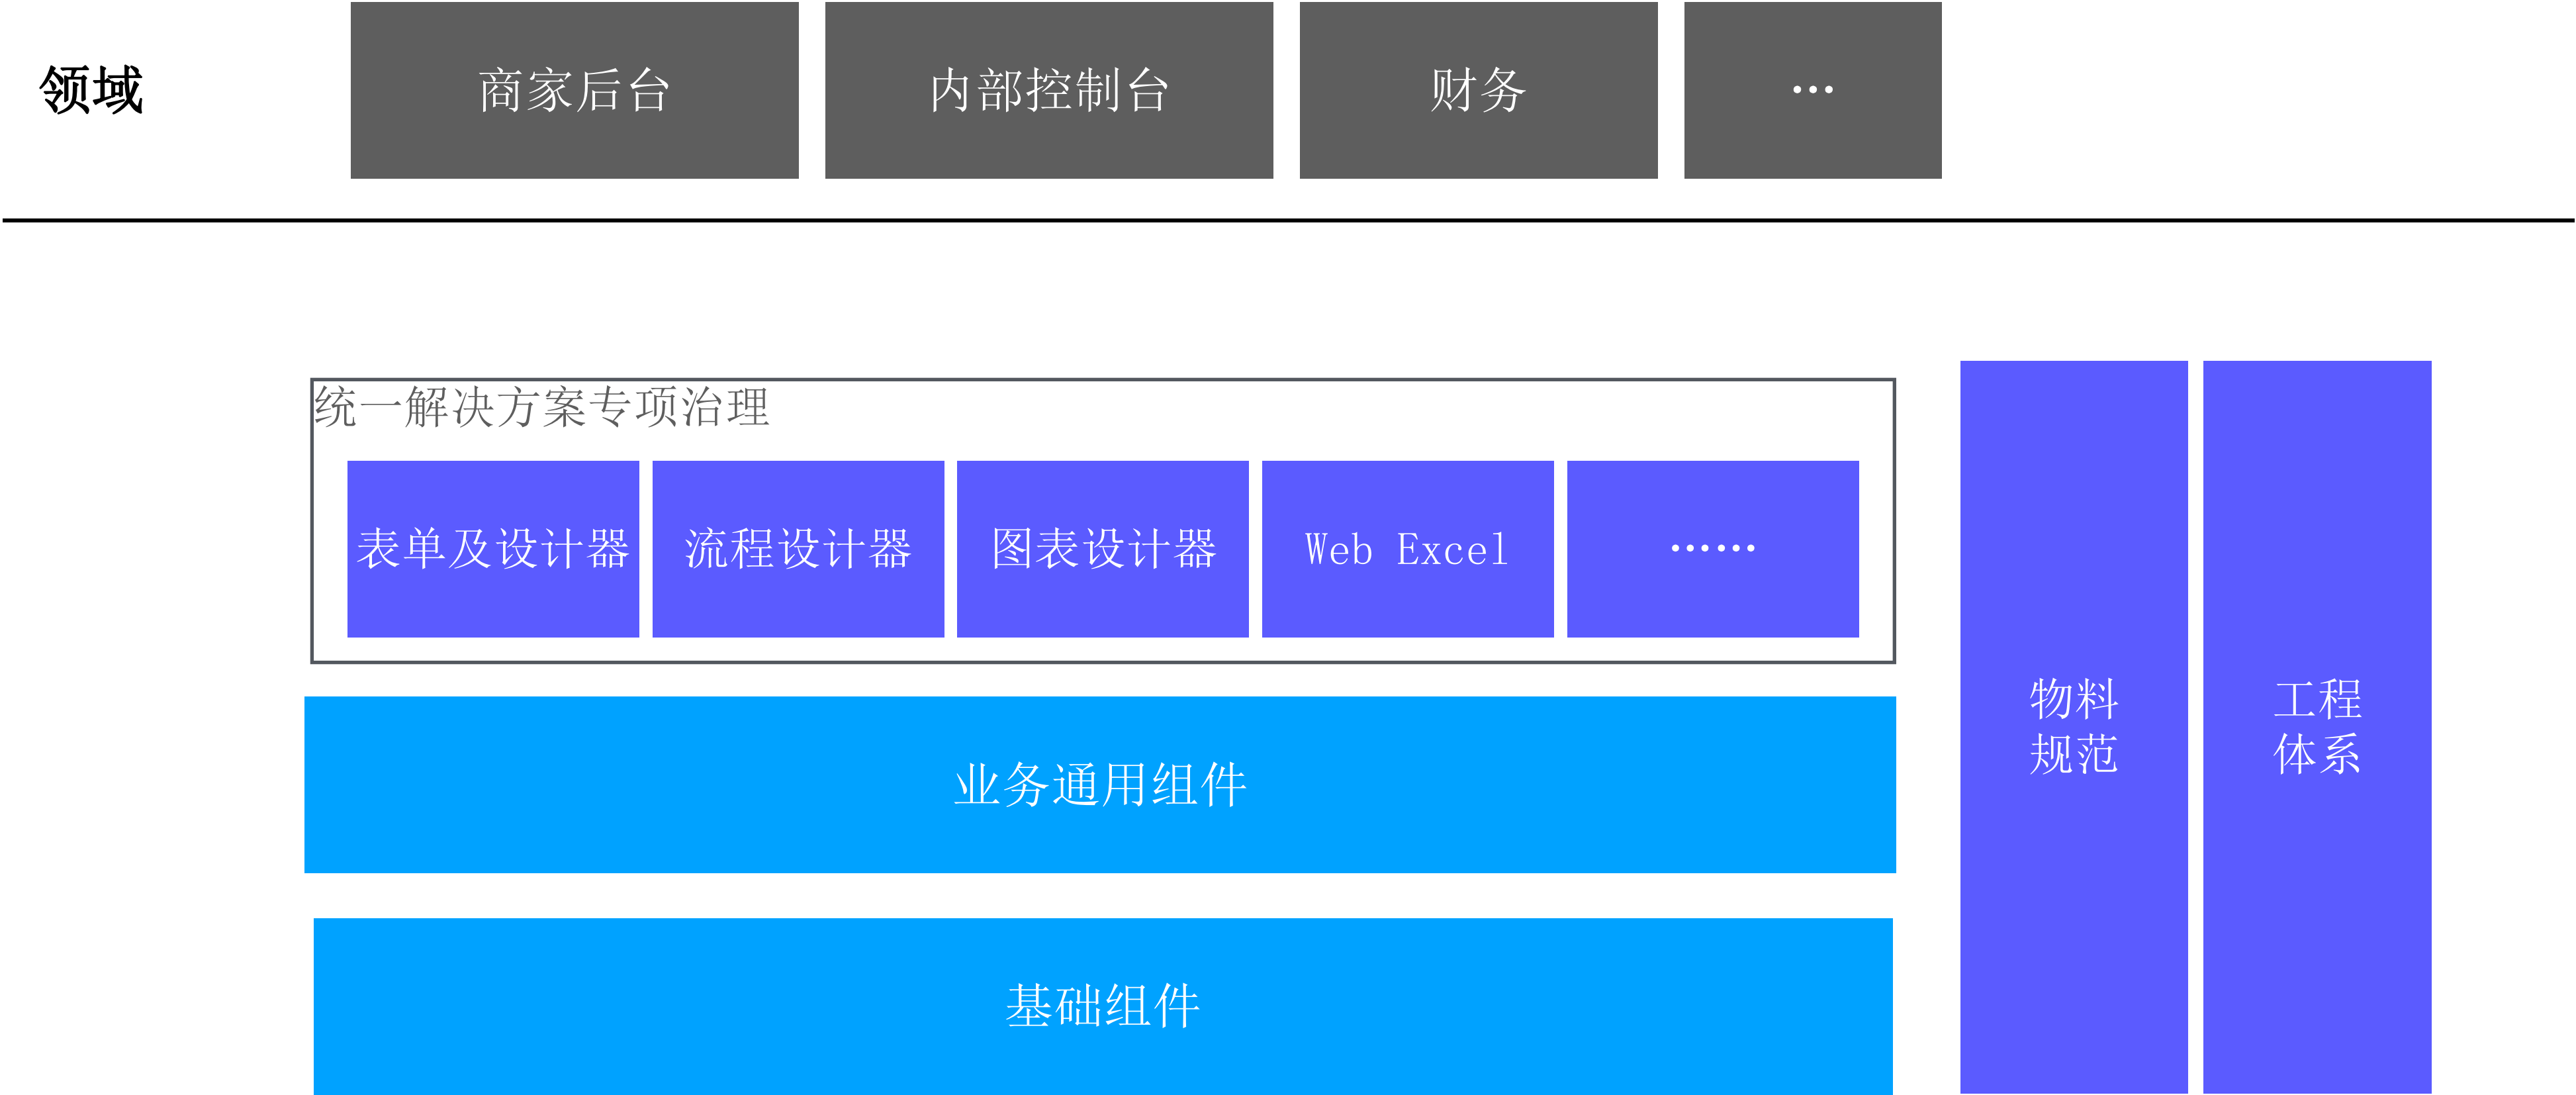 领域
商家后台
内部控制台
财务
…
统一解决方案专项治理
表单及设计器
流程设计器
图表设计器
Web Excel
……
业务通用组件
基础组件
物料
规范
工程
体系